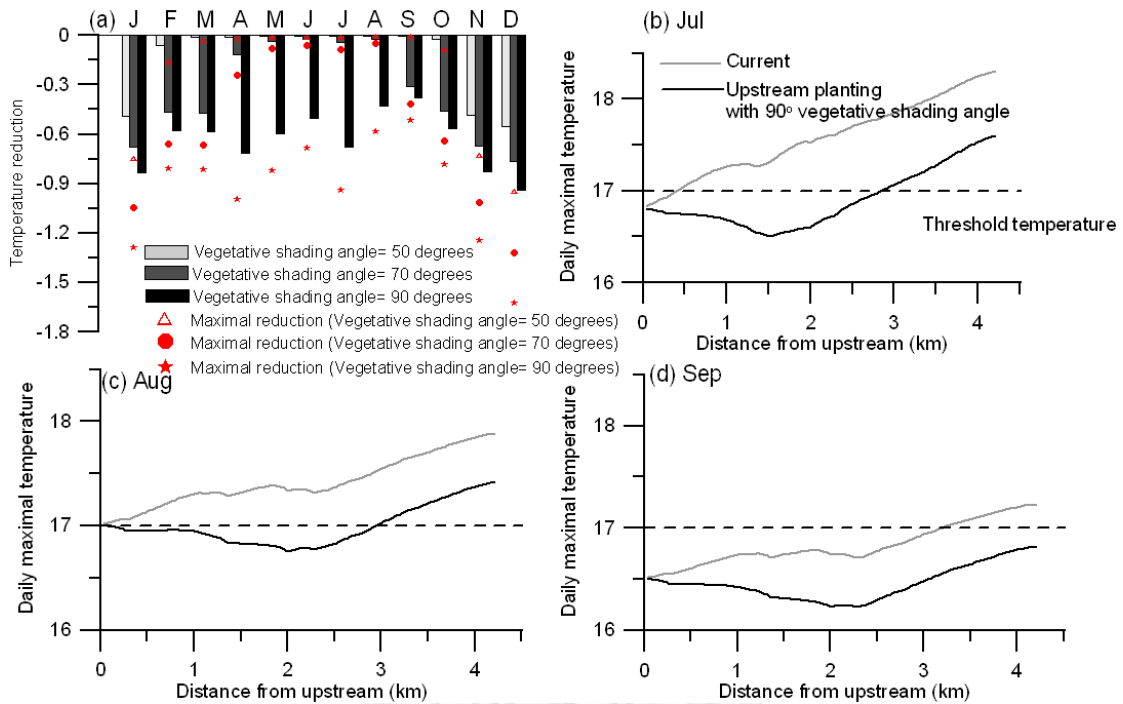 (a) J F M A M J J A S O N D
0
-0.3
-0.6
-0.9
-1.2
-1.5
-1.8
Temperature reduction
Vegetative shading angle= 50 degrees
Vegetative shading angle= 70 degrees
Vegetative shading angle= 90 degrees
Maximal reduction (Vegetative shading angle= 50 degrees)
Maximal reduction (Vegetative shading angle= 70 degrees)
Maximal reduction (Vegetative shading angle= 90 degrees)
(b) Jul
Current
Upstream planting
with 90° vegetative shading angle
Threshold temperature
18
17
16
Daily maximal temperature
0 1 2 3 4
Distance from upstream (km)
(c) Aug
18
17
16
Daily maximal temperature
0 1 2 3 4
Distance from upstream (km)
(d) Sep
18
17
16
Daily maximal temperature
0 1 2 3 4
Distance from upstream (km)